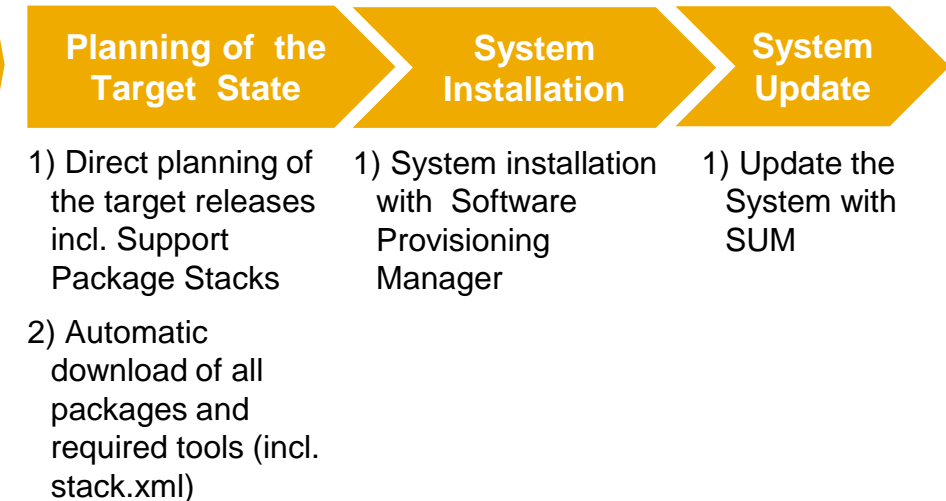 Planning of the
Target State
System
Installation
System
Update
1) Direct planning of
the target releases
incl. Support
Package Stacks
2) Automatic
download of all
packages and
required tools (incl.
stack.xml)
1) System installation
with Software
Provisioning
Manager
1) Update the
System with
SUM